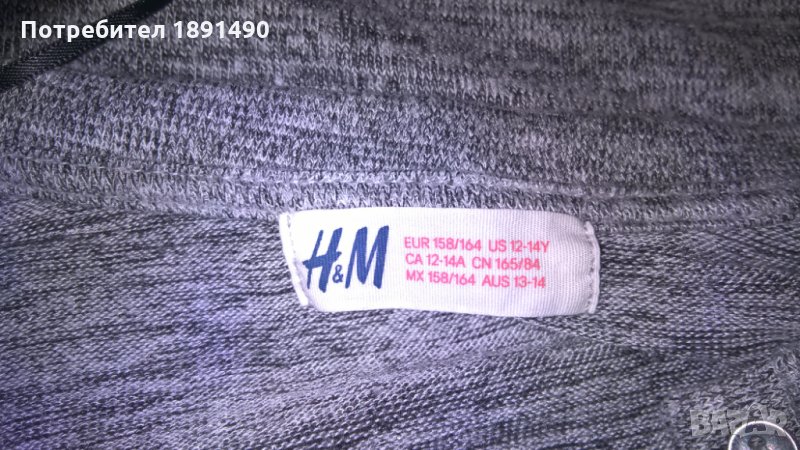 Потребител 1891490
H&M
EUR 158/164 US 12-14Y
CA 12-14A CN 165/84
MX 158/164 AUS 13-14
BAZAR